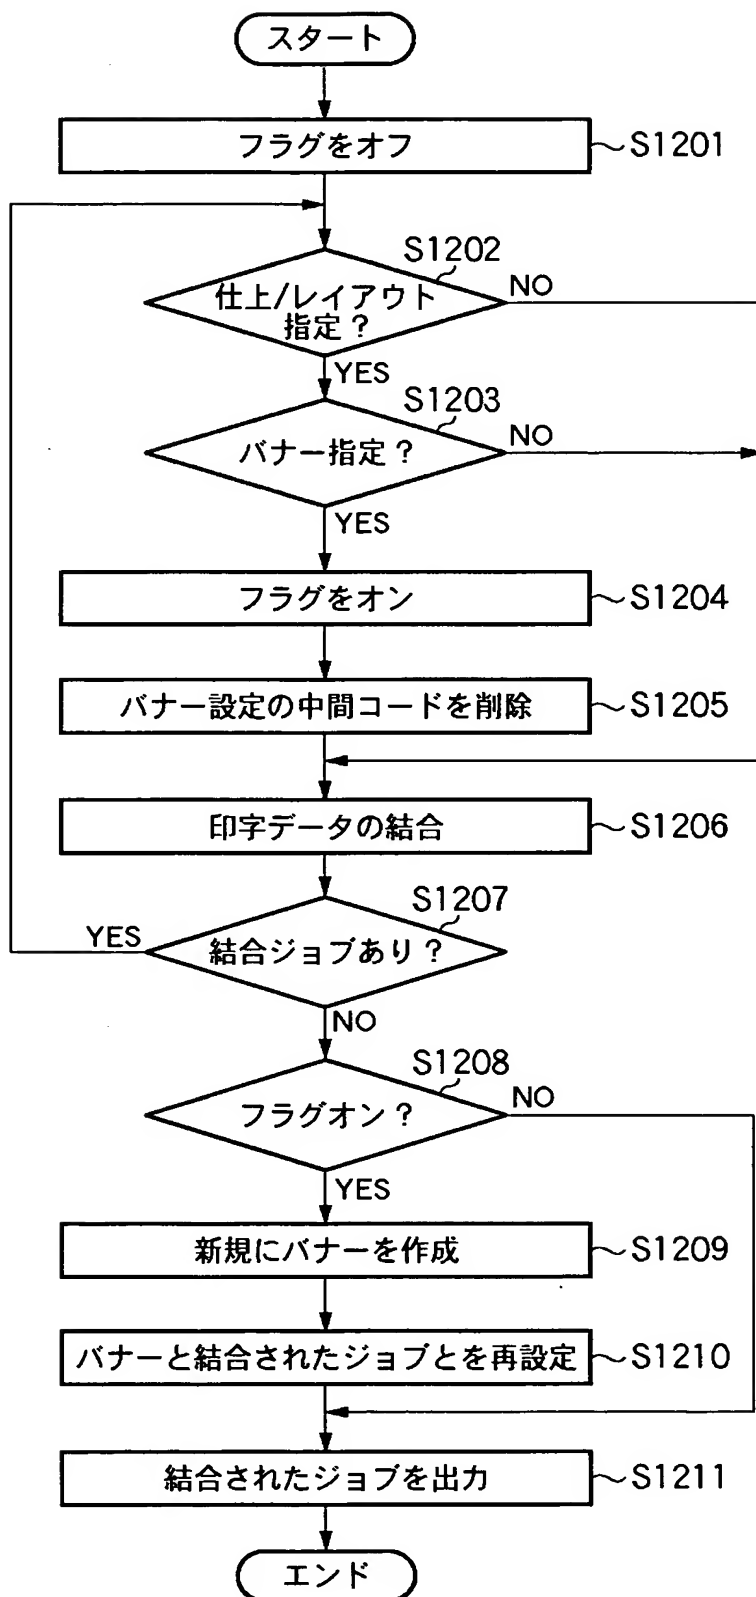 スタート
フラグをオフ
S1201
S1202
仕上/レイアウト
指定?
NO
YES
S1203
バナー指定?
NO
YES
フラグをオン
S1204
バナー設定の中間コードを削除
S1205
印字データの結合
S1206
S1207
YES
結合ジョブあり?
NO
S1208
フラグオン?
NO
YES
新規にバナーを作成
S1209
バナーと結合されたジョブとを再設定
S1210
結合されたジョブを出力
S1211
エンド